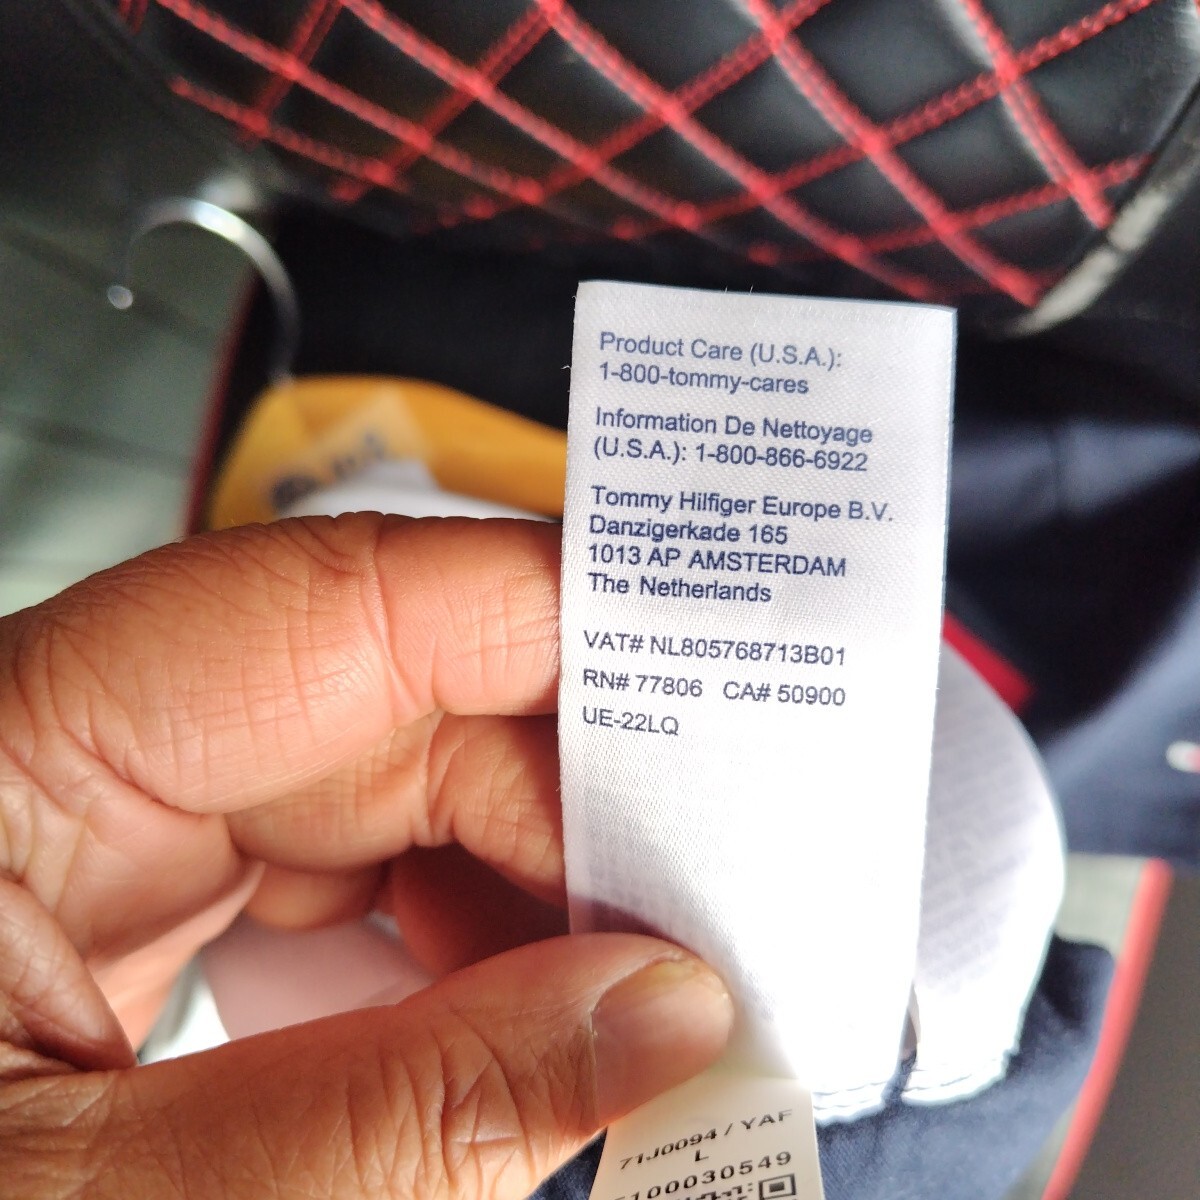 Product Care (U.S.A.):
1-800-tommy-cares
Information De Nettoyage
(U.S.A.): 1-800-866-6922
Tommy Hilfiger Europe B.V.
Danzigerkade 165
1013 AP AMSTERDAM
The Netherlands
VAT# NL805768713B01
RN# 77806 CA# 50900
UE-22LQ
71J0094 / YAF
L